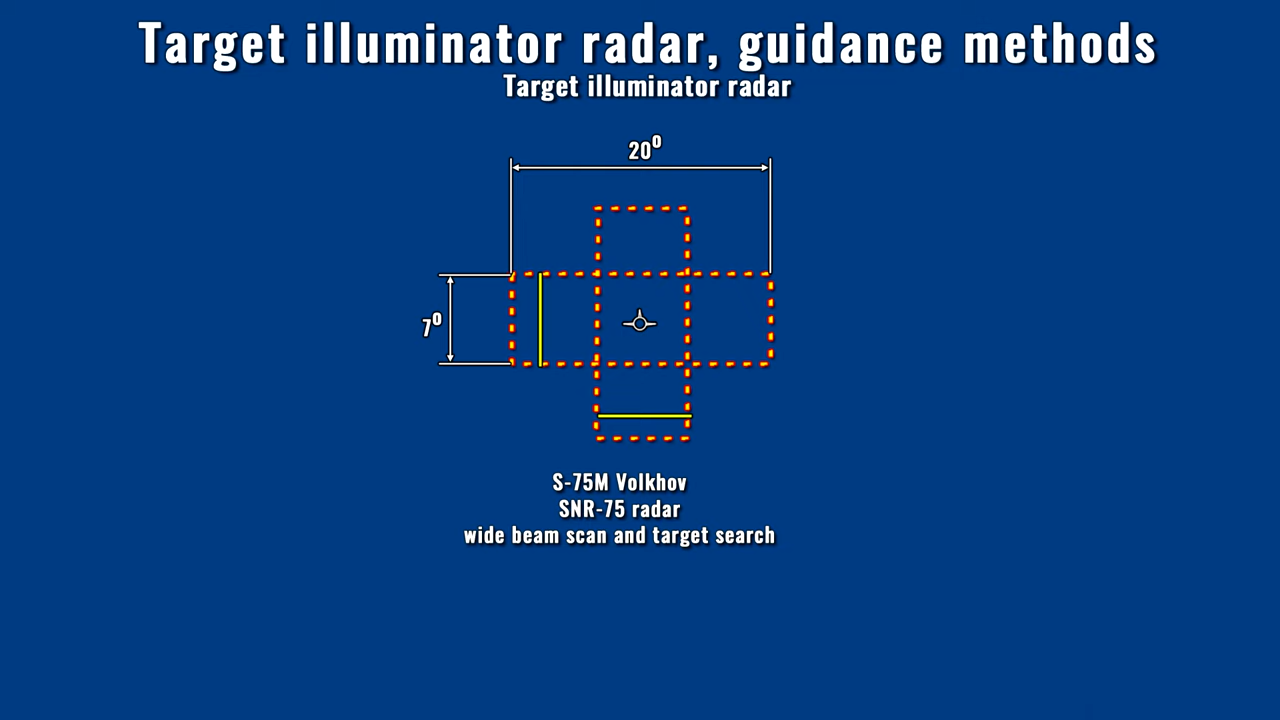 Target illuminator radar, guidance methods
Target illuminator radar
20⁰
7⁰
S-75M Volkhov
SNR-75 radar
wide beam scan and target search